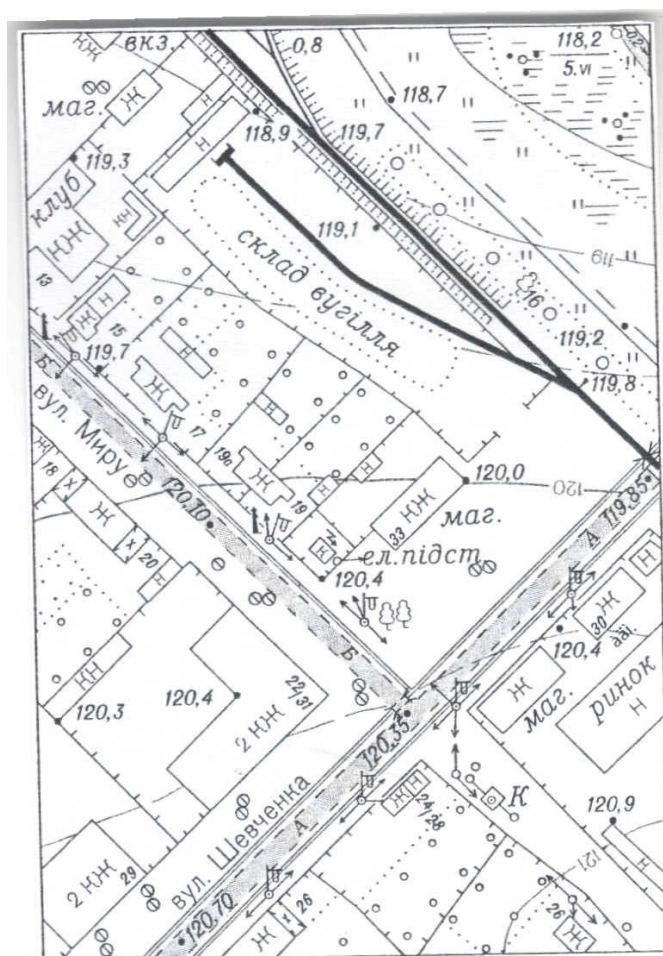 вкз.
0,8
118,2
5.VI
0,2
КЖ
маг.
Ж
Н
118,9
119,7
118,7
119,3
клуб
КЖ
КН
Н
119,1
склад вугілля
119
16
119,2
119,8
13
Ж Н
15
119,7
Б
вул. Миру
Н
Ж
17
19а
Ж
19
Н
Н
120,0
КЖ
33
маг.
120
119,85
А
Ж
18
Х
Ж
Х
20
Н
120,10
Н
ел.підст.
120,4
Н
Ж
30
120,4
КН
120,3
120,4
2 КЖ
22/31
Б
120,35
Ж
маг.
ринок
Н
вул. Шевченка
А
Ж Н
24/28
К
120,9
Н
121
2 КЖ
29
120,70
Ж
26
Ж
26